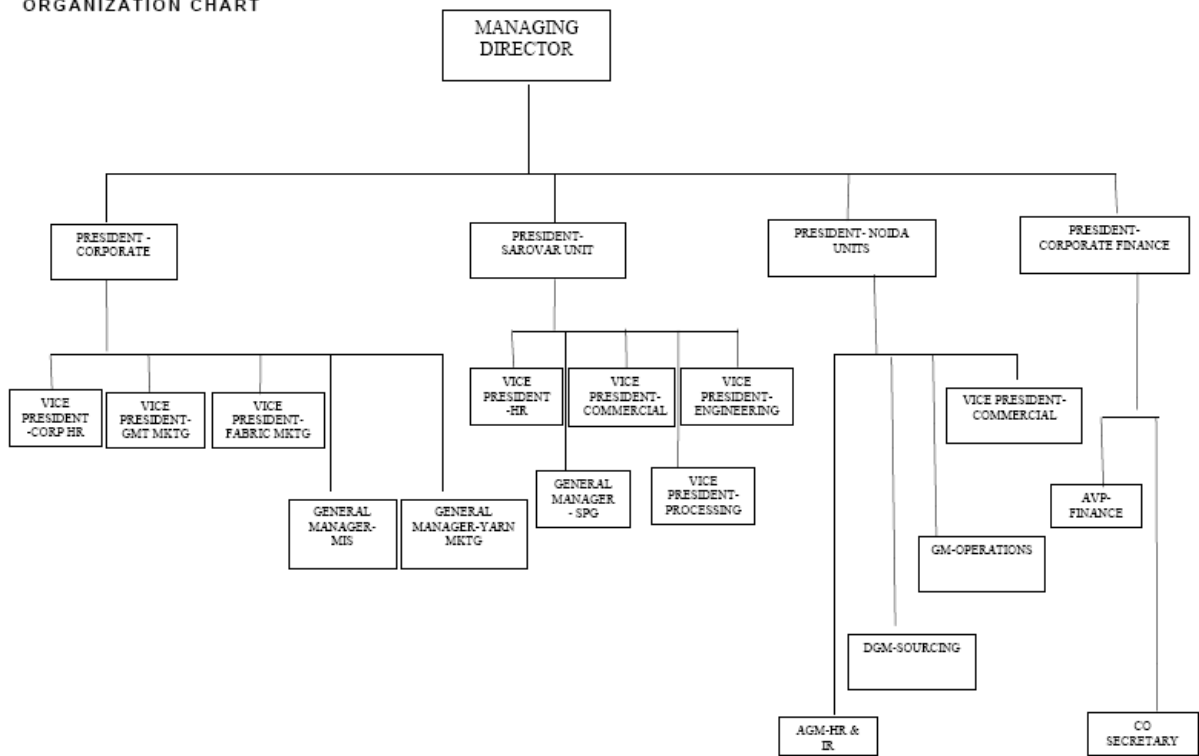 ORGANIZATION CHART
MANAGING
DIRECTOR
PRESIDENT -
CORPORATE
PRESIDENT-
SAROVAR UNIT
PRESIDENT- NOIDA
UNITS
PRESIDENT-
CORPORATE FINANCE
VICE
PRESIDENT
-CORP HR
VICE
PRESIDENT-
GMT MKTG
VICE
PRESIDENT-
FABRIC MKTG
GENERAL
MANAGER-
MIS
GENERAL
MANAGER-YARN
MKTG
VICE
PRESIDENT
-HR
VICE
PRESIDENT-
COMMERCIAL
VICE
PRESIDENT-
ENGINEERING
GENERAL
MANAGER
- SPG
VICE
PRESIDENT-
PROCESSING
VICE PRESIDENT-
COMMERCIAL
GM-OPERATIONS
DGM-SOURCING
AGM-HR &
IR
AVP-
FINANCE
CO
SECRETARY